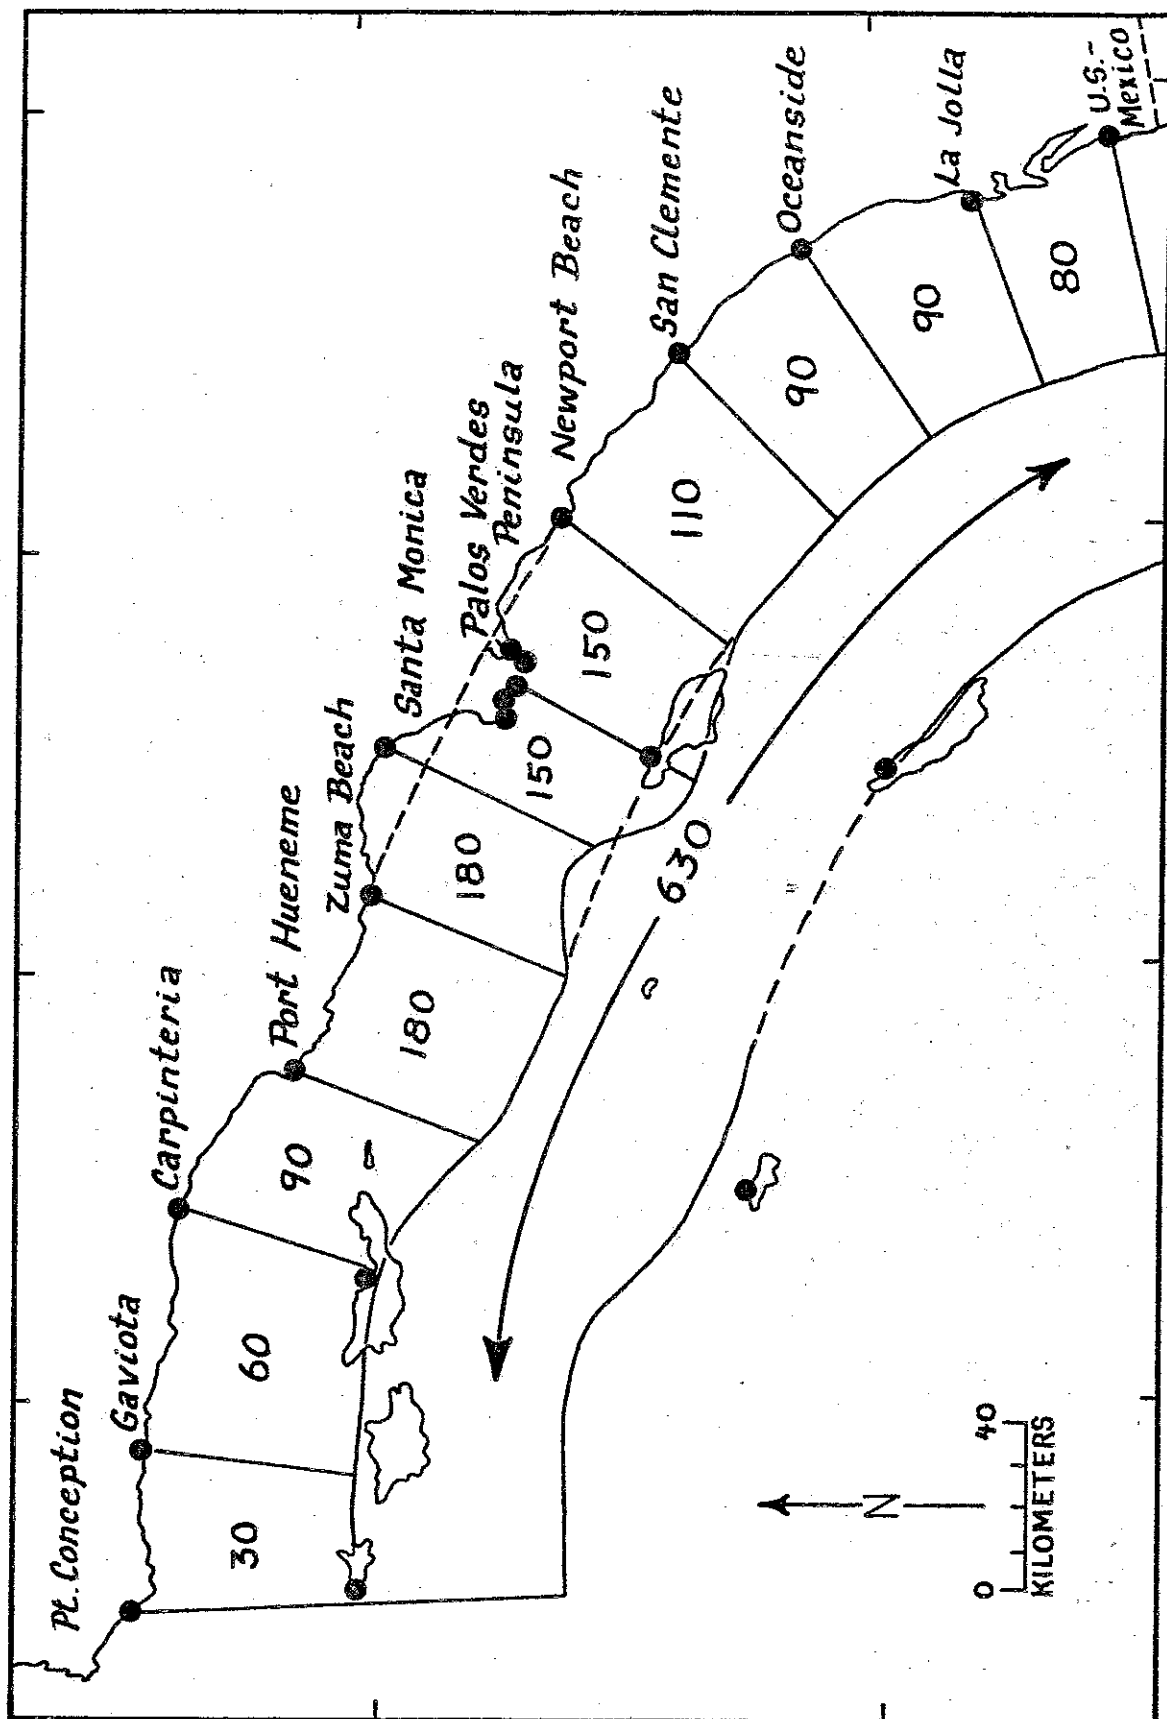 Pt. Conception
Gaviota
Carpinteria
Port Hueneme
Zuma Beach
Santa Monica
Palos Verdes
Peninsula
Newport Beach
San Clemente
Oceanside
La Jolla
U.S.-
Mexico
30
60
90
180
180
150
150
110
90
90
80
630
N
0 40
KILOMETERS